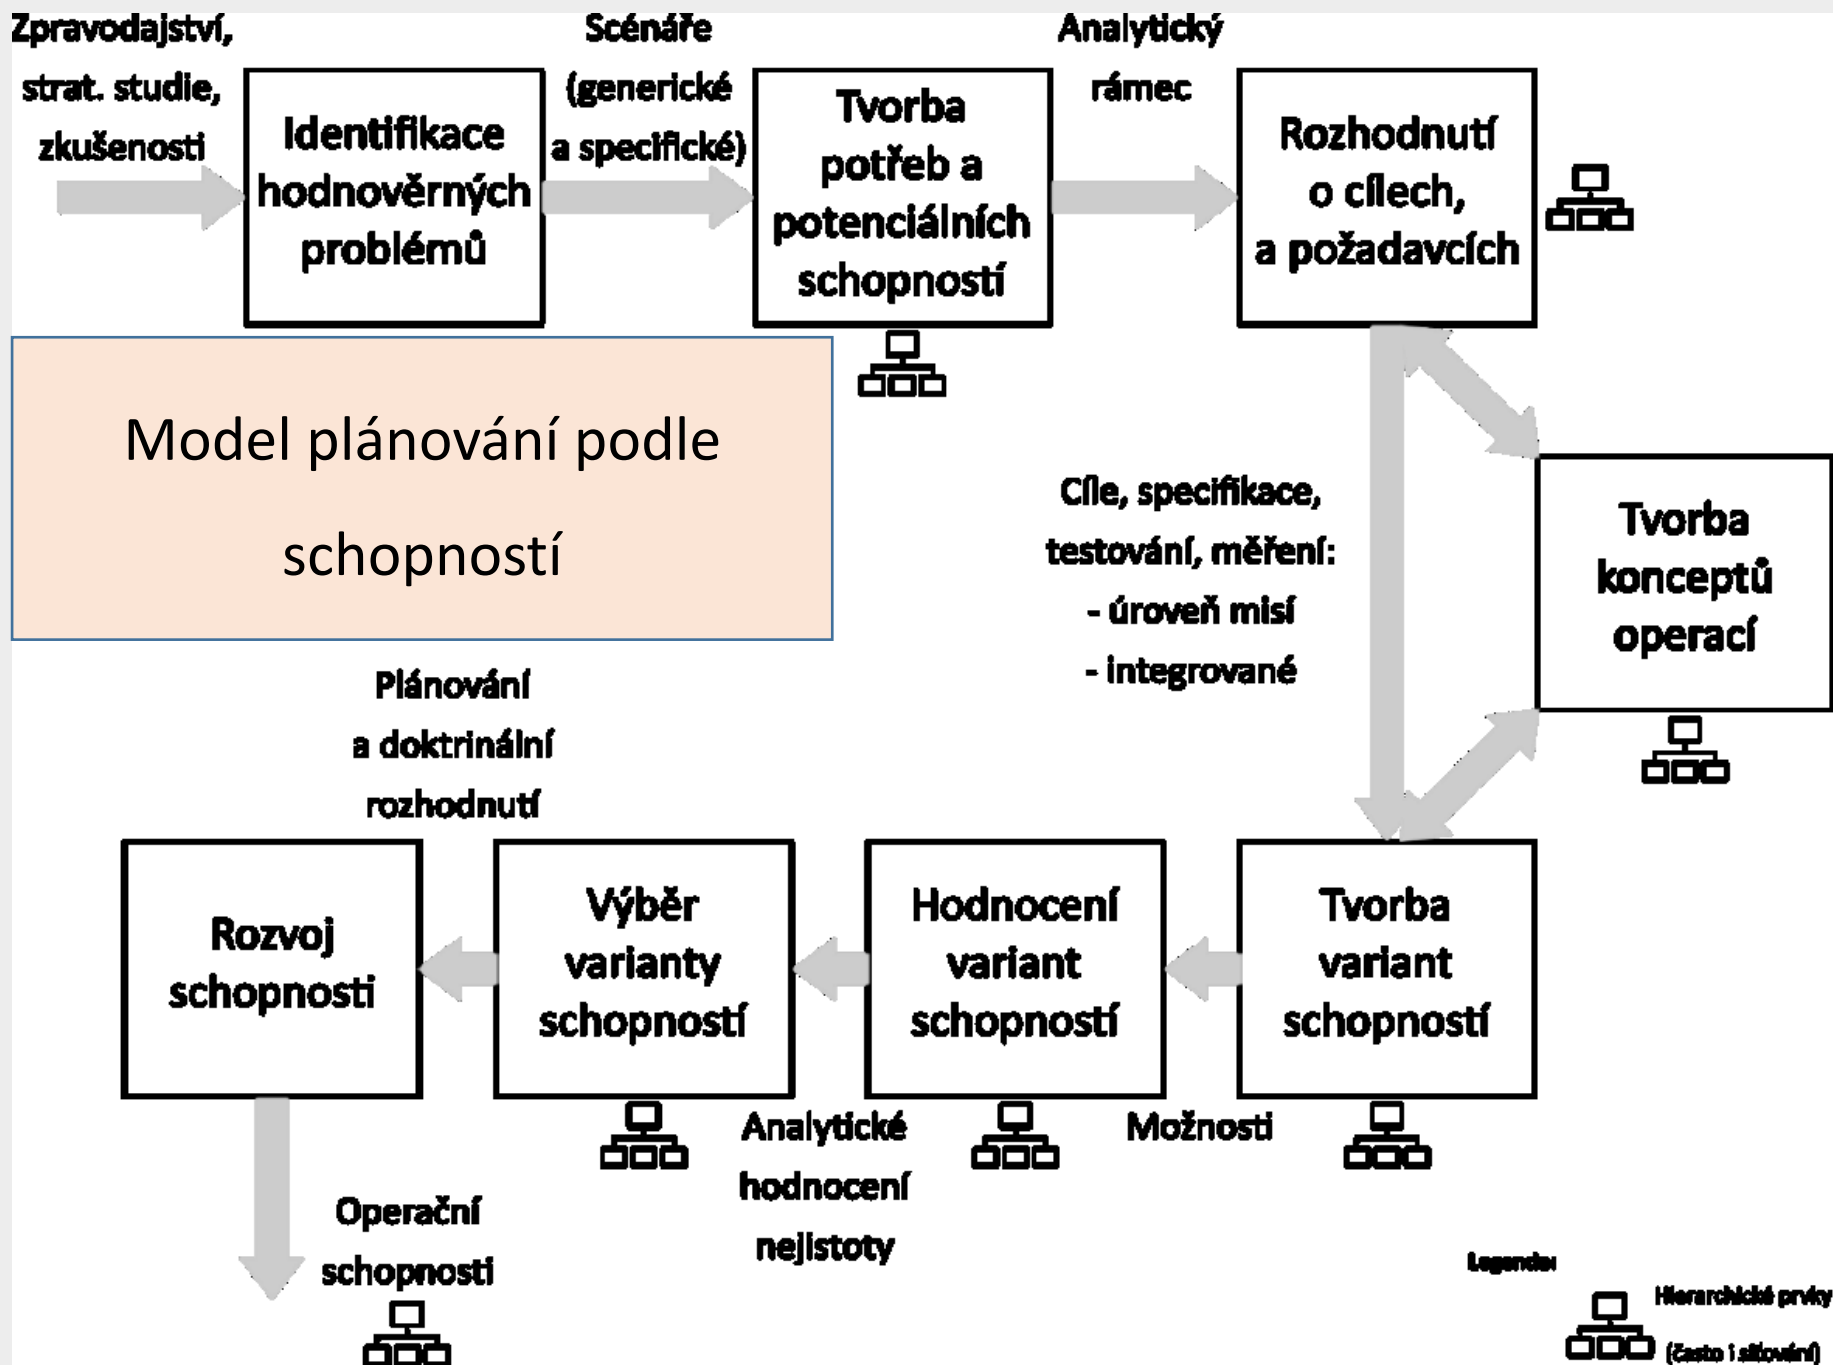 Zpravodajství,
strat. studie,
zkušenosti
Identifikace
hodnověrných
problémů
Scénáře
(generické
a specifické)
Tvorba
potřeb a
potenciálních
schopností
Analytický
rámec
Rozhodnutí
o cílech,
a požadavcích
Model plánování podle
schopností
Cíle, specifikace,
testování, měření:
- úroveň misí
- integrované
Tvorba
konceptů
operací
Plánování
a doktrinální
rozhodnutí
Rozvoj
schopnosti
Výběr
varianty
schopností
Hodnocení
variant
schopností
Tvorba
variant
schopností
Analytické
hodnocení
nejistoty
Možnosti
Operační
schopnosti
Legenda:
Hierarchické prvky
(často i síťování)